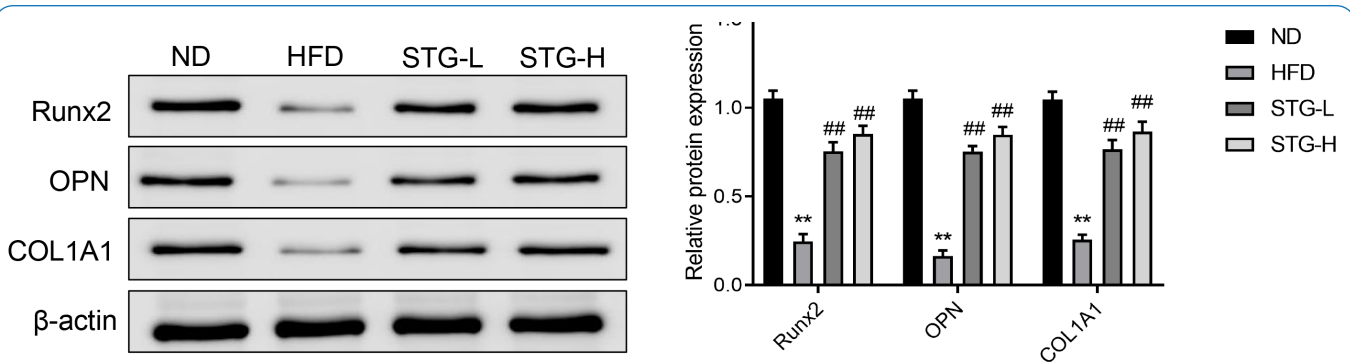 ND HFD STG-L STG-H
Runx2
OPN
COL1A1
β-actin
Relative protein expression
1.0
0.5
0.0
** ## ##
** ## ##
** ## ##
Runx2 OPN COL1A1
ND
HFD
STG-L
STG-H